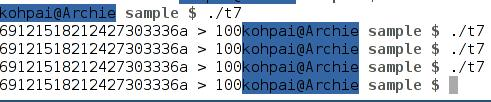 kohpai@Archie sample $ ./t7
69121518212427303336a > 100kohpai@Archie sample $ ./t7
69121518212427303336a > 100kohpai@Archie sample $ ./t7
69121518212427303336a > 100kohpai@Archie sample $ ./t7
69121518212427303336a > 100kohpai@Archie sample $